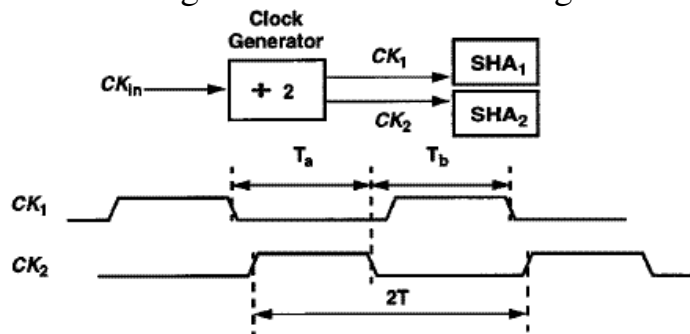 Clock
Generator
CKin
÷ 2
CK1
CK2
SHA1
SHA2
Ta
Tb
CK1
CK2
2T